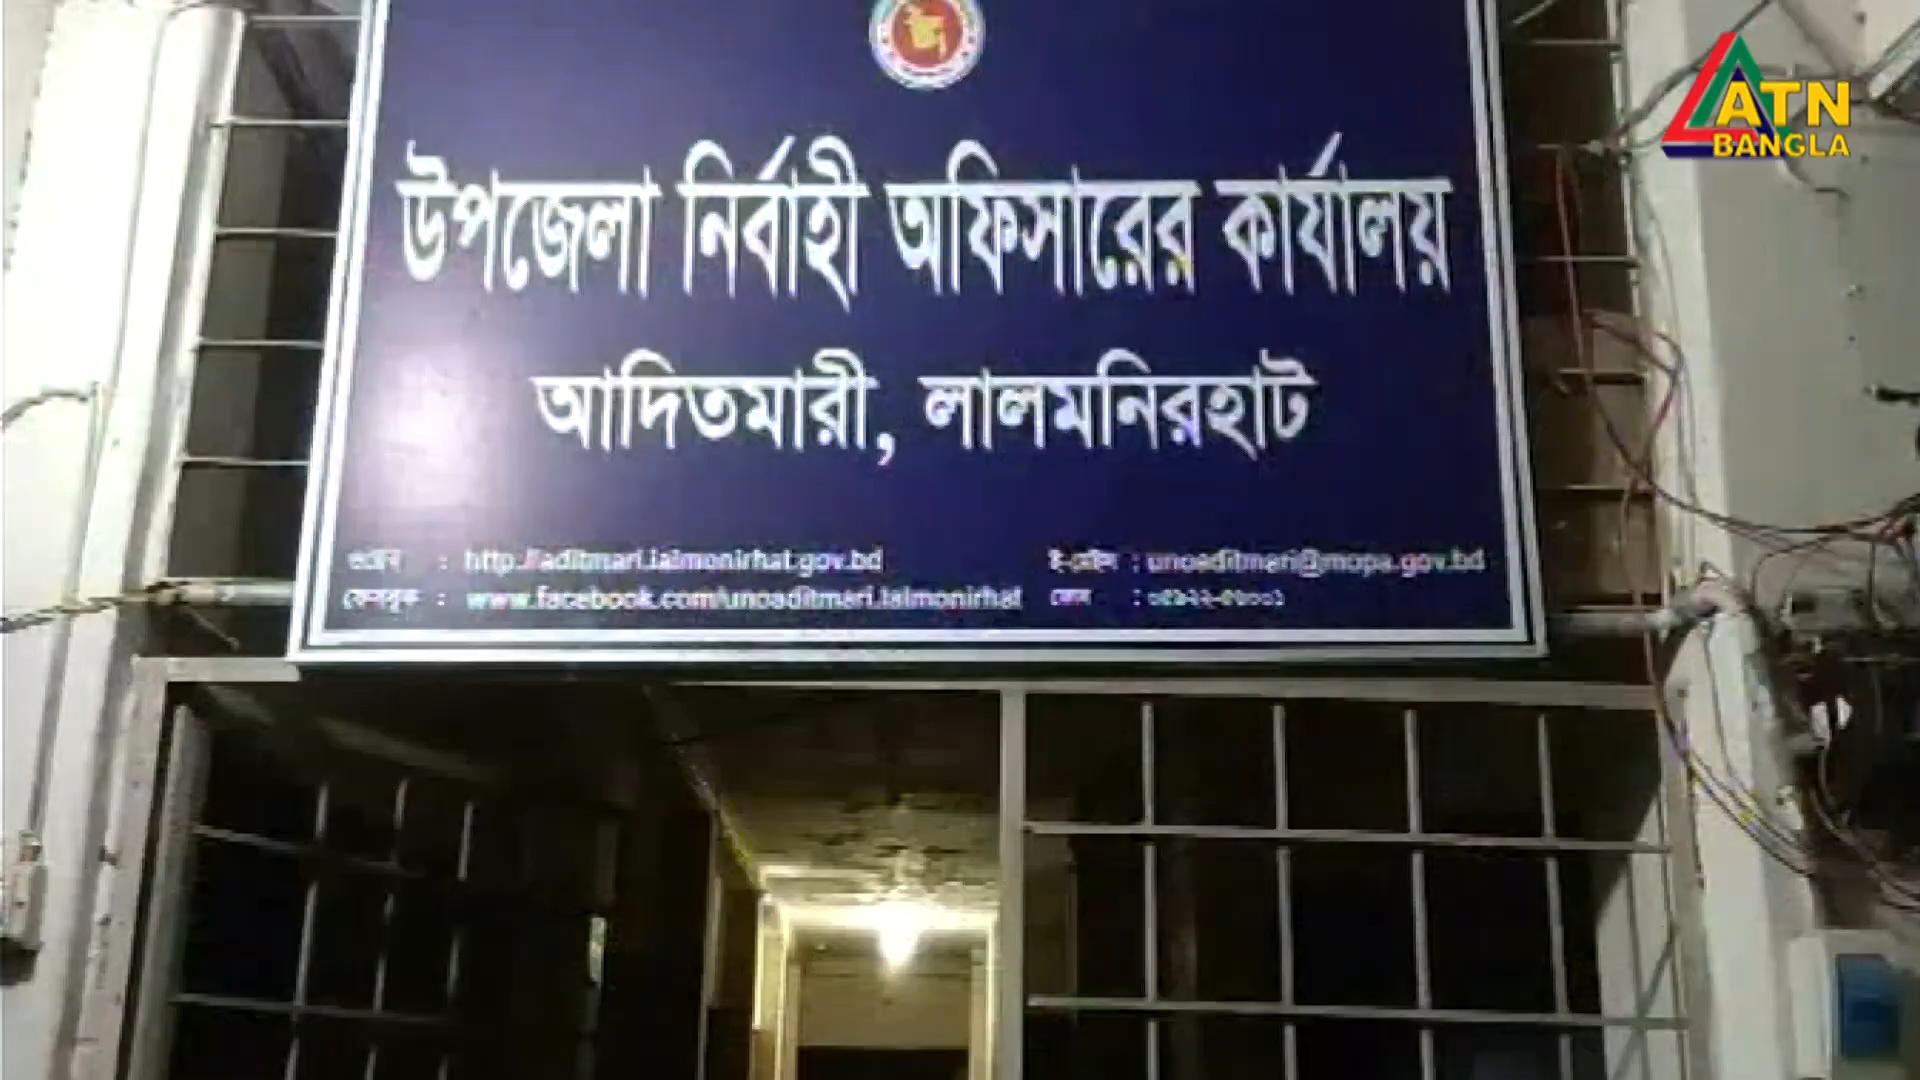 ATN
BANGLA
উপজেলা নির্বাহী অফিসারের কার্যালয়
আদিতমারী, লালমনিরহাট
: http://aditmari.lalmonirhat.gov.bd
ই-মেইল : unoaditmari@mopa.gov.bd
ফেসবুক : www.facebook.com/unoaditmari.lalmonirhat
ফোন :